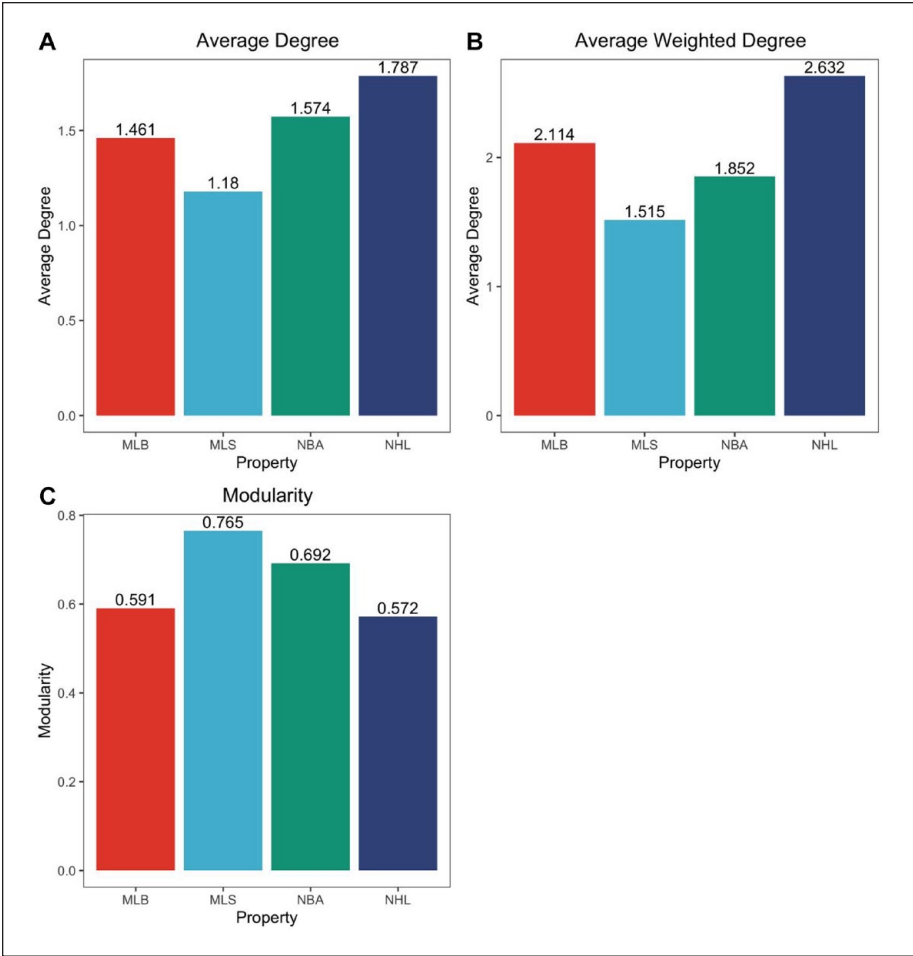 A
Average Degree
1.787
1.574
1.461
1.18
1.5
1.0
0.5
0.0
Average Degree
MLB MLS NBA NHL
Property
B
Average Weighted Degree
2.632
2.114
1.852
1.515
2
1
0
Average Degree
MLB MLS NBA NHL
Property
C
Modularity
0.765
0.692
0.591
0.572
0.8
0.6
0.4
0.2
0.0
Modularity
MLB MLS NBA NHL
Property